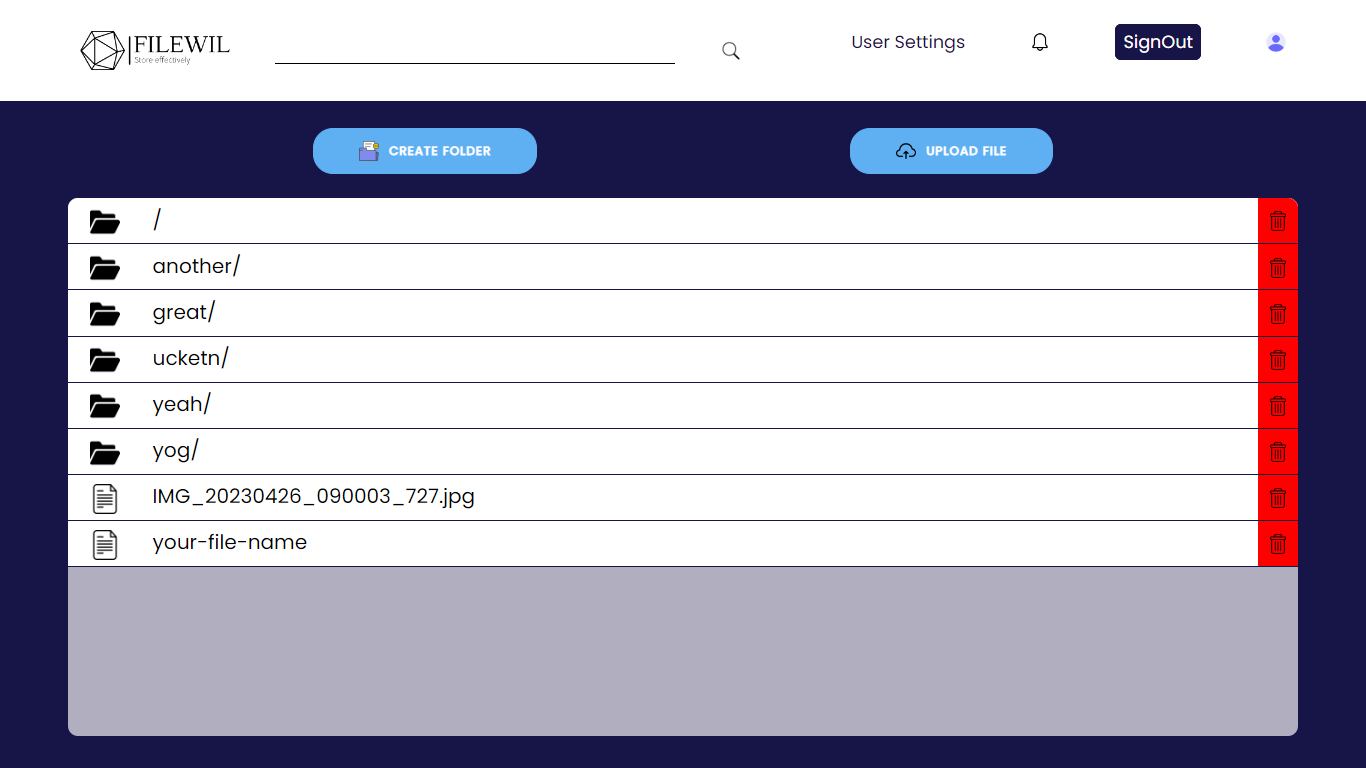 FILEWIL
Store effectively
User Settings
SignOut
CREATE FOLDER
UPLOAD FILE
/
another/
great/
ucketn/
yeah/
yog/
IMG_20230426_090003_727.jpg
your-file-name